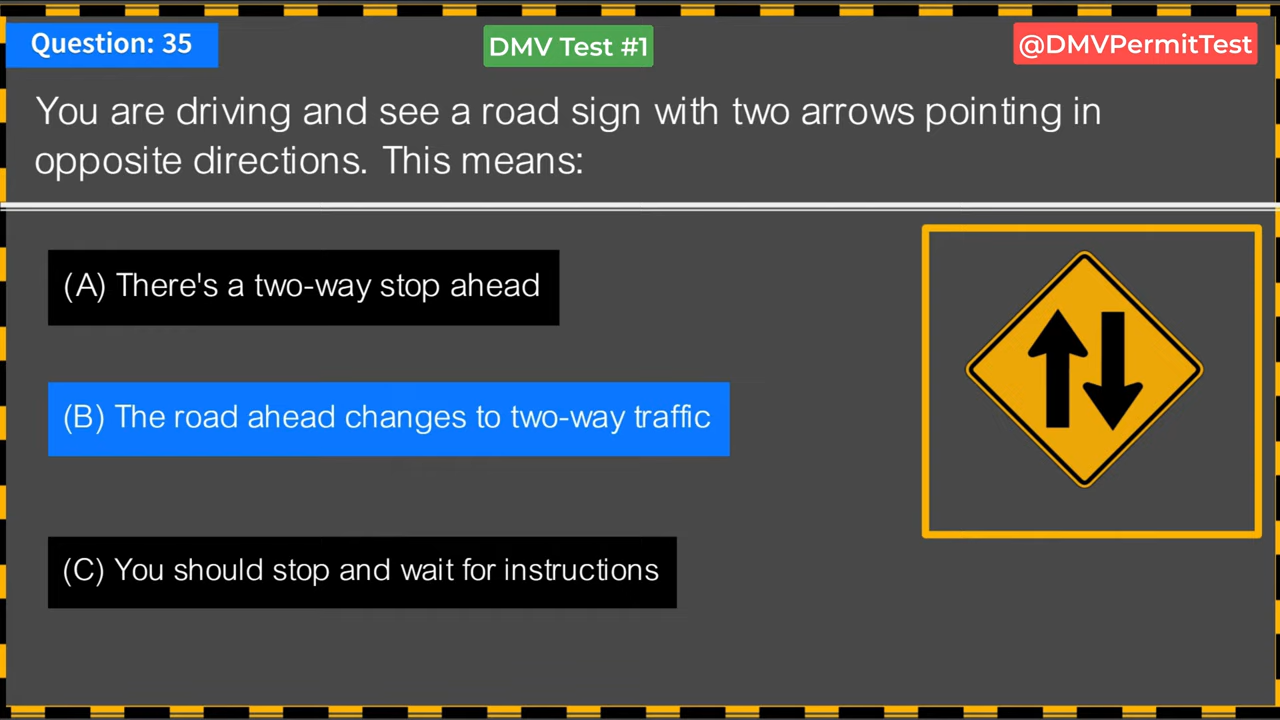 Question: 35
DMV Test #1
@DMVPermitTest
You are driving and see a road sign with two arrows pointing in
opposite directions. This means:
(A) There's a two-way stop ahead
(B) The road ahead changes to two-way traffic
(C) You should stop and wait for instructions